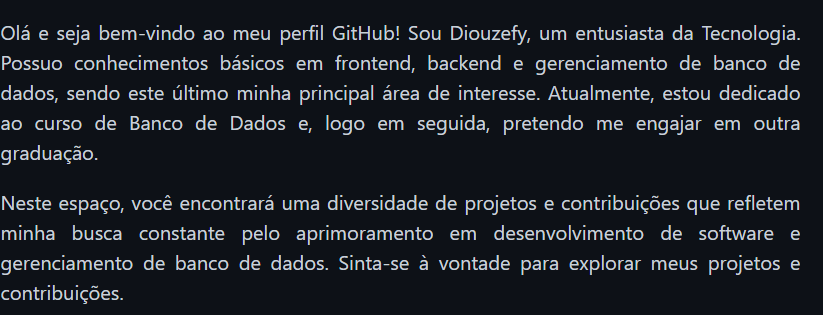 Olá e seja bem-vindo ao meu perfil GitHub! Sou Diouzefy, um entusiasta da Tecnologia.
Possuo conhecimentos básicos em frontend, backend e gerenciamento de banco de
dados, sendo este último minha principal área de interesse. Atualmente, estou dedicado
ao curso de Banco de Dados e, logo em seguida, pretendo me engajar em outra
graduação.
Neste espaço, você encontrará uma diversidade de projetos e contribuições que refletem
minha busca constante pelo aprimoramento em desenvolvimento de software e
gerenciamento de banco de dados. Sinta-se à vontade para explorar meus projetos e
contribuições.